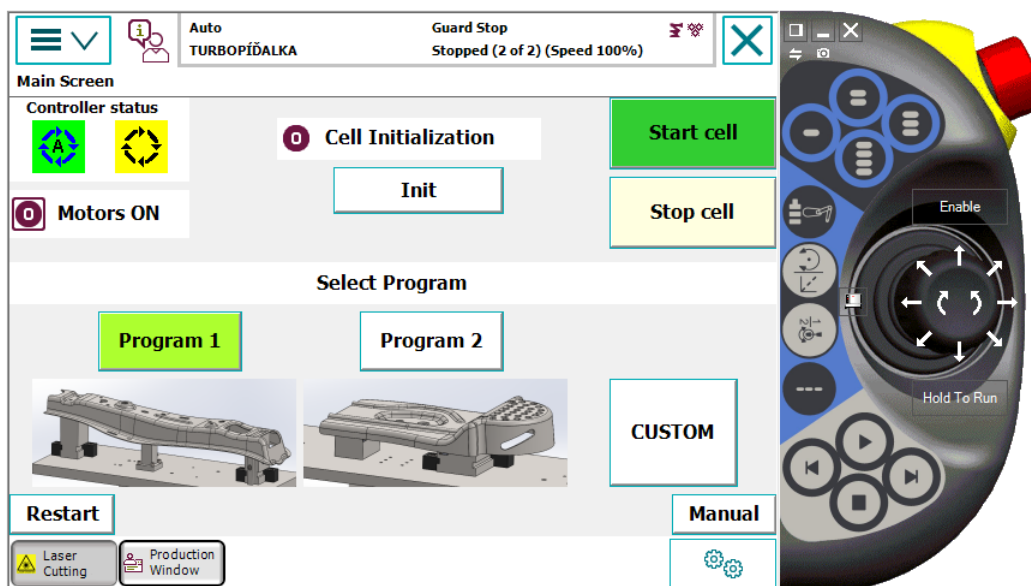 Auto
TURBOPÍĎALKA
Guard Stop
Stopped (2 of 2) (Speed 100%)
Main Screen
Controller status
A
Cell Initialization
Init
Motors ON
Start cell
Stop cell
Select Program
Program 1
Program 2
CUSTOM
Restart
Manual
Laser
Cutting
Production
Window
Enable
Hold To Run